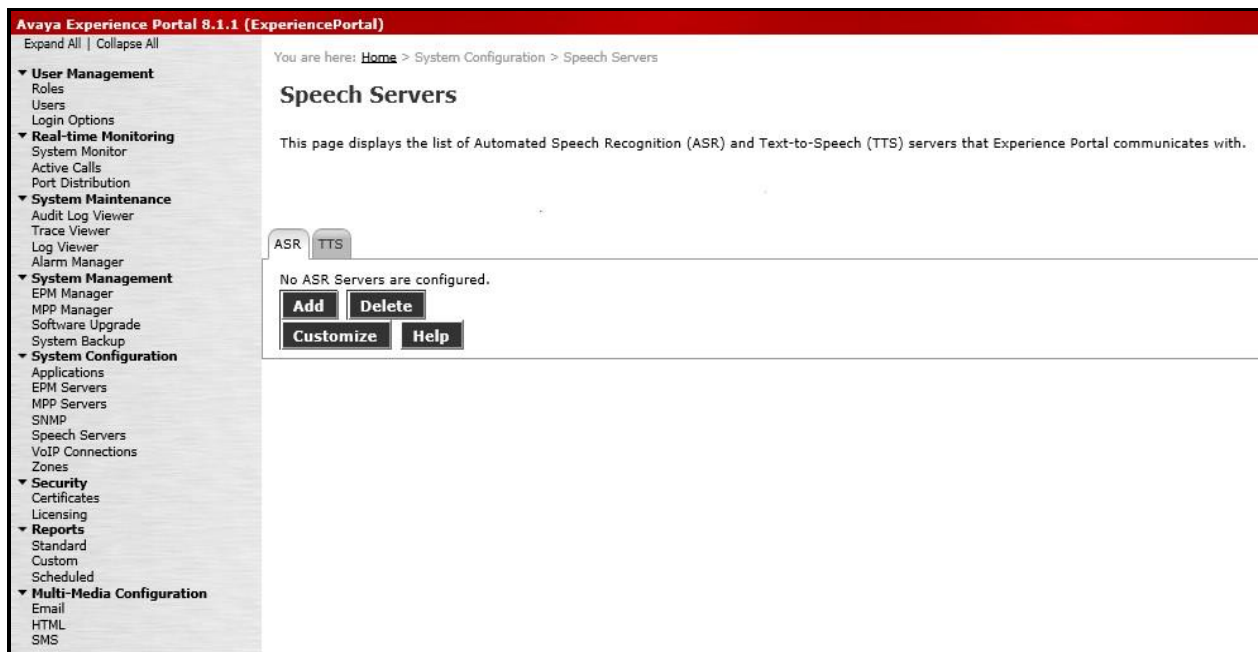 Avaya Experience Portal 8.1.1 (ExperiencePortal)
Expand All | Collapse All
▼ User Management
Roles
Users
Login Options
▼ Real-time Monitoring
System Monitor
Active Calls
Port Distribution
▼ System Maintenance
Audit Log Viewer
Trace Viewer
Log Viewer
Alarm Manager
▼ System Management
EPM Manager
MPP Manager
Software Upgrade
System Backup
▼ System Configuration
Applications
EPM Servers
MPP Servers
SNMP
Speech Servers
VoIP Connections
Zones
▼ Security
Certificates
Licensing
▼ Reports
Standard
Custom
Scheduled
▼ Multi-Media Configuration
Email
HTML
SMS
You are here: Home > System Configuration > Speech Servers
Speech Servers
This page displays the list of Automated Speech Recognition (ASR) and Text-to-Speech (TTS) servers that Experience Portal communicates with.
ASR TTS
No ASR Servers are configured.
Add Delete
Customize Help